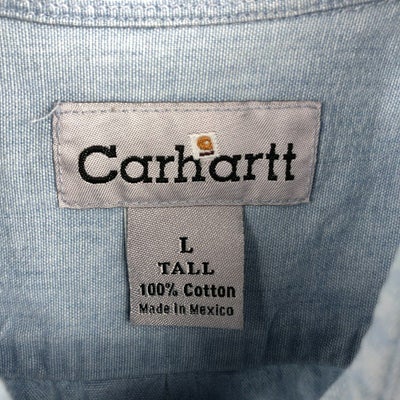 Carhartt
L
TALL
100% Cotton
Made in Mexico